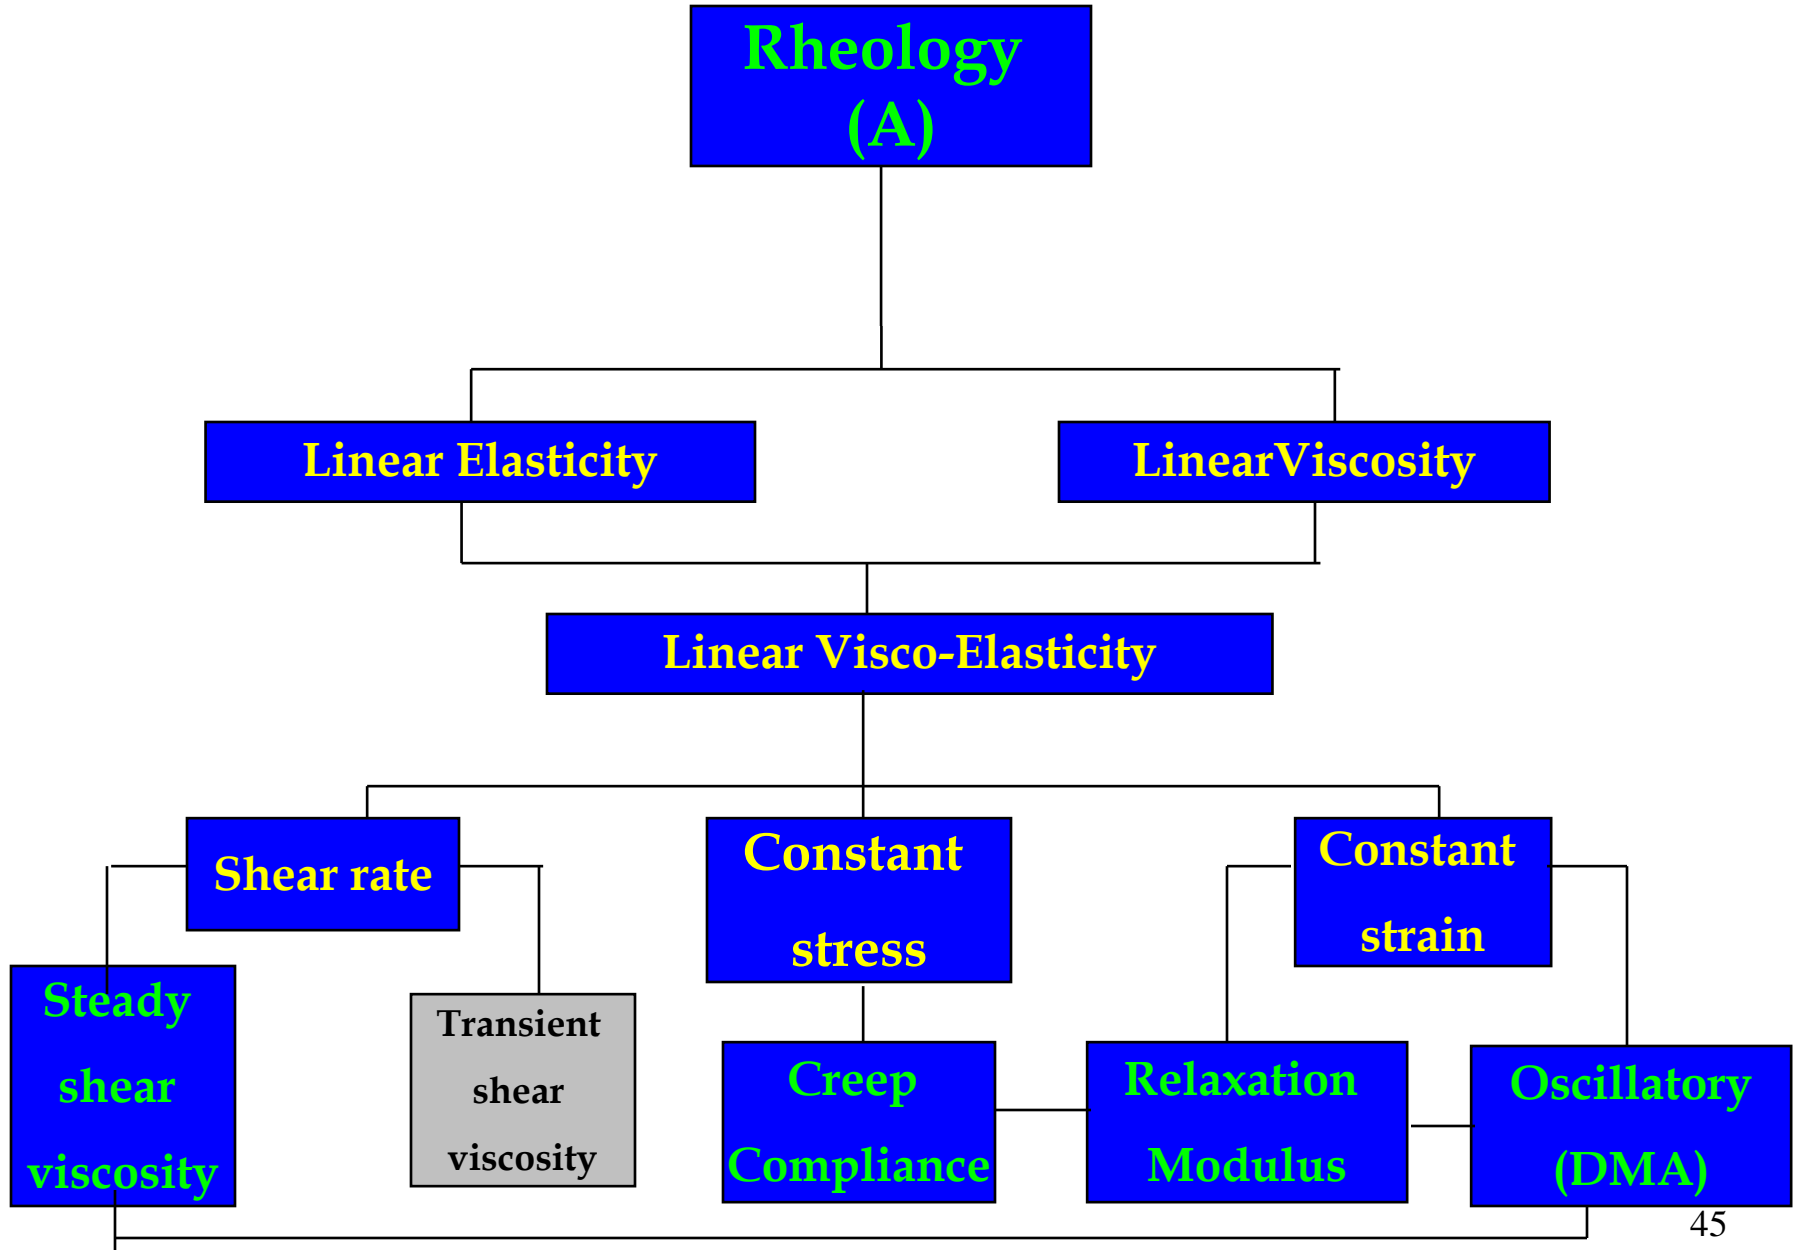 Rheology
(A)
Linear Elasticity
LinearViscosity
Linear Visco-Elasticity
Shear rate
Constant
stress
Constant
strain
Steady
shear
viscosity
Transient
shear
viscosity
Creep
Compliance
Relaxation
Modulus
Oscillatory
(DMA)
45